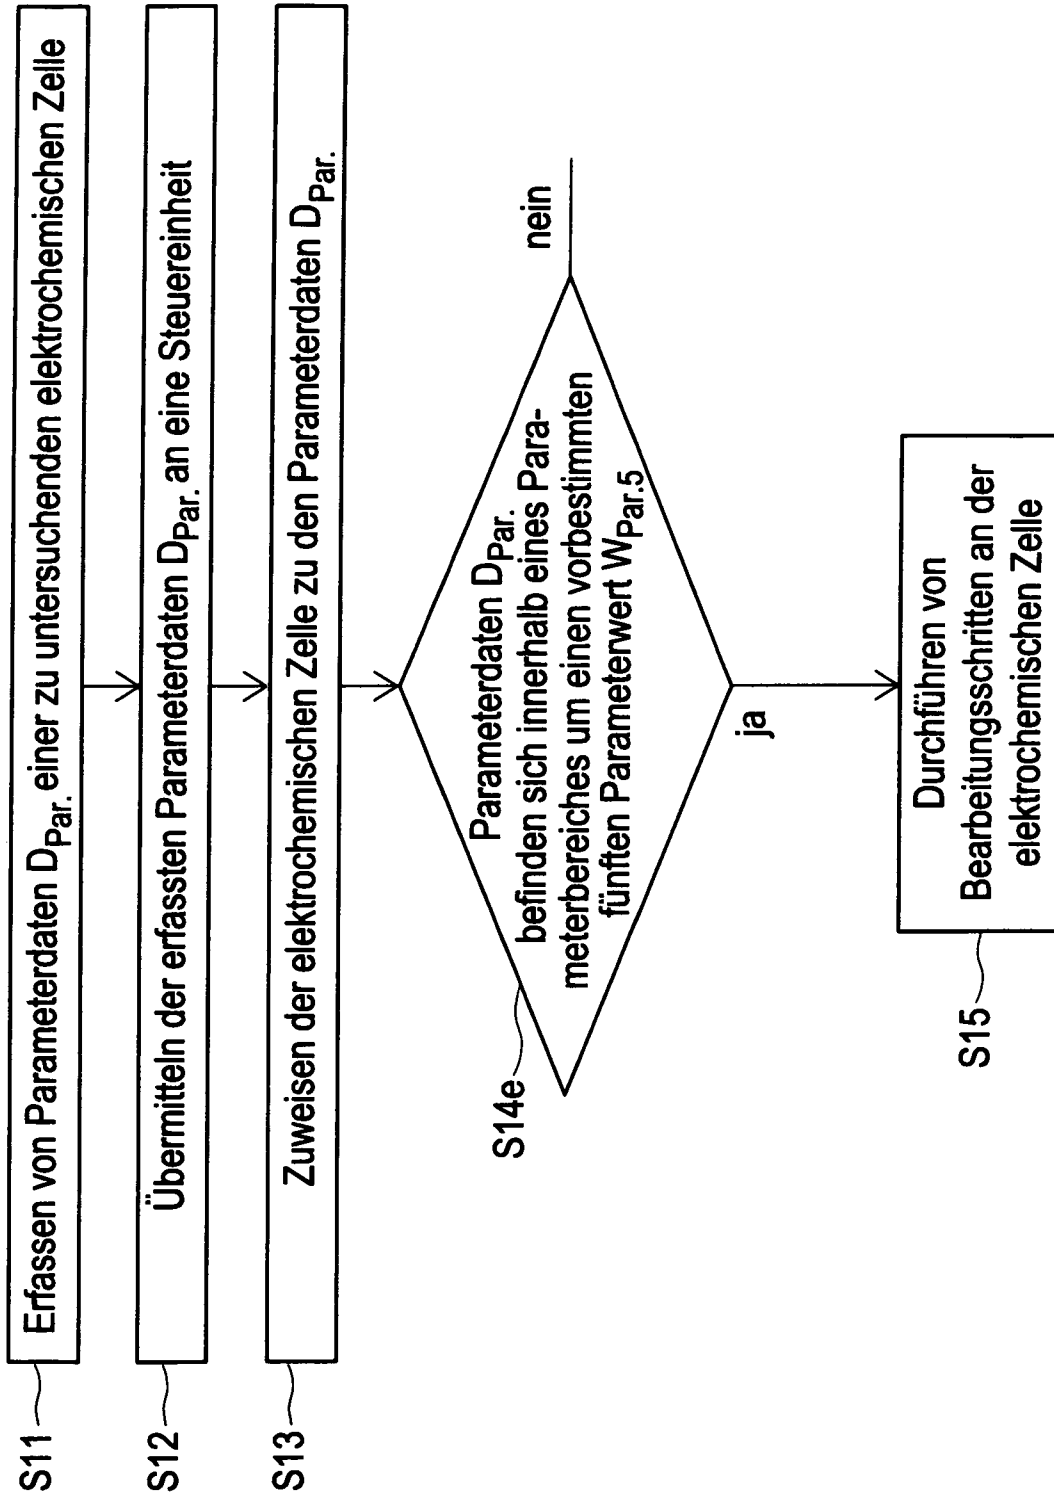 S11
Erfassen von Parameterdaten DPar. einer zu untersuchenden elektrochemischen Zelle
S12
Übermitteln der erfassten Parameterdaten DPar. an eine Steuereinheit
S13
Zuweisen der elektrochemischen Zelle zu den Parameterdaten DPar.
S14e
Parameterdaten DPar.
befinden sich innerhalb eines Para-
meterbereiches um einen vorbestimmten
fünften Parameterwert WPar.5
nein
ja
S15
Durchführen von
Bearbeitungsschritten an der
elektrochemischen Zelle